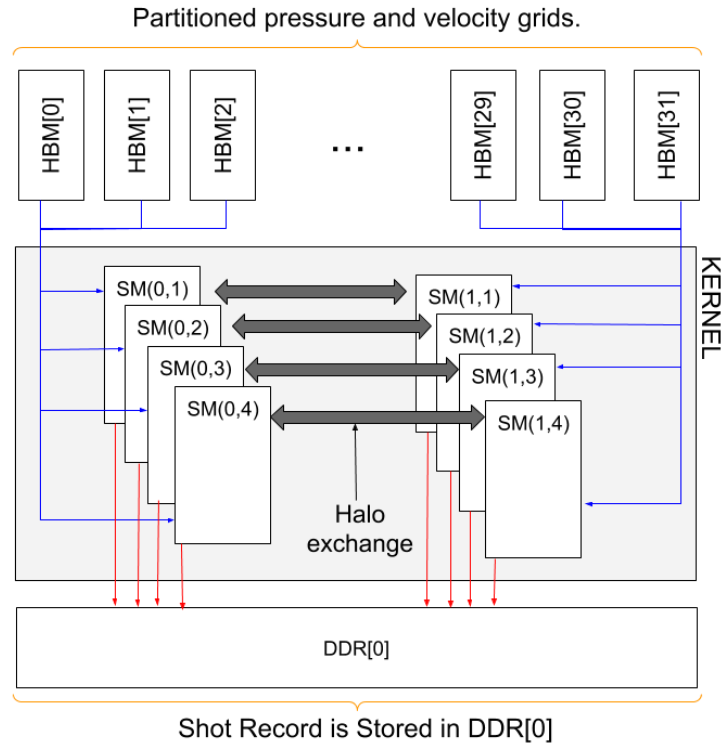 Partitioned pressure and velocity grids.
HBM[0]
HBM[1]
HBM[2]
...
HBM[29]
HBM[30]
HBM[31]
KERNEL
SM(0,1)
SM(1,1)
SM(0,2)
SM(1,2)
SM(0,3)
SM(1,3)
SM(0,4)
SM(1,4)
Halo
exchange
DDR[0]
Shot Record is Stored in DDR[0]